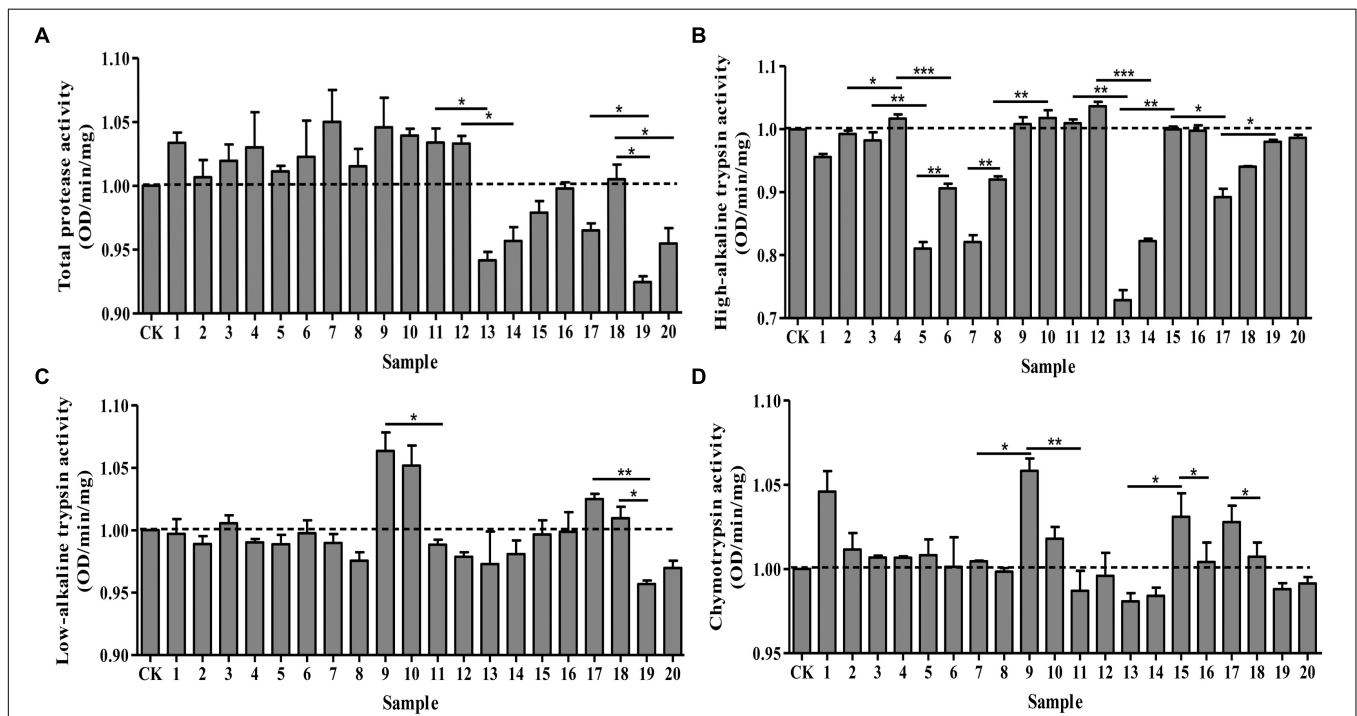 A
Total protease activity
(OD/min/mg)
1.10
1.05
1.00
0.95
0.90
* * * * *
CK 1 2 3 4 5 6 7 8 9 10 11 12 13 14 15 16 17 18 19 20
Sample
B
High-alkaline trypsin activity
(OD/min/mg)
1.1
1.0
0.9
0.8
0.7
* *** ** ** ** ** ** *** ** * *
CK 1 2 3 4 5 6 7 8 9 10 11 12 13 14 15 16 17 18 19 20
Sample
C
Low-alkaline trypsin activity
(OD/min/mg)
1.10
1.05
1.00
0.95
0.90
* ** *
CK 1 2 3 4 5 6 7 8 9 10 11 12 13 14 15 16 17 18 19 20
Sample
D
Chymotrypsin activity
(OD/min/mg)
1.10
1.05
1.00
0.95
* ** * * *
CK 1 2 3 4 5 6 7 8 9 10 11 12 13 14 15 16 17 18 19 20
Sample